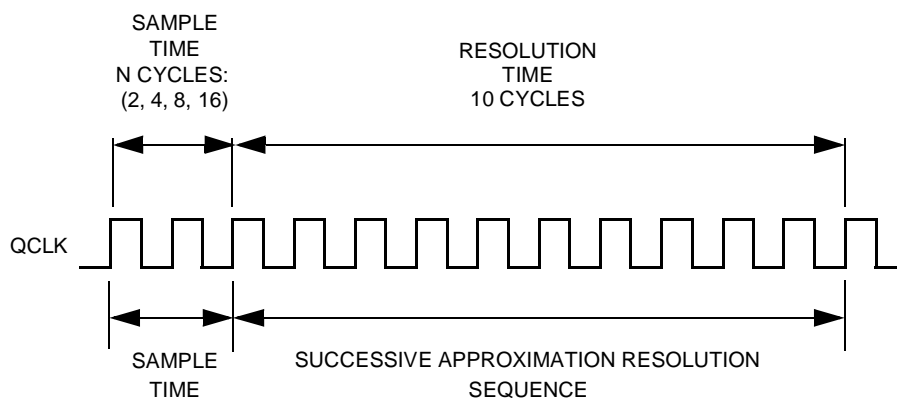 SAMPLE
TIME
N CYCLES:
(2, 4, 8, 16)
RESOLUTION
TIME
10 CYCLES
QCLK
SAMPLE
TIME
SUCCESSIVE APPROXIMATION RESOLUTION
SEQUENCE